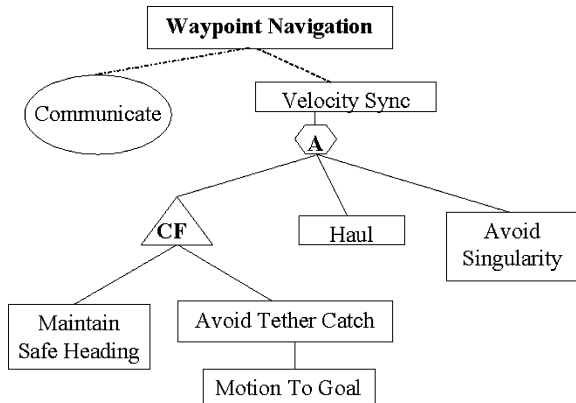 Waypoint Navigation
Communicate
Velocity Sync
A
CF
Haul
Avoid
Singularity
Maintain
Safe Heading
Avoid Tether Catch
Motion To Goal